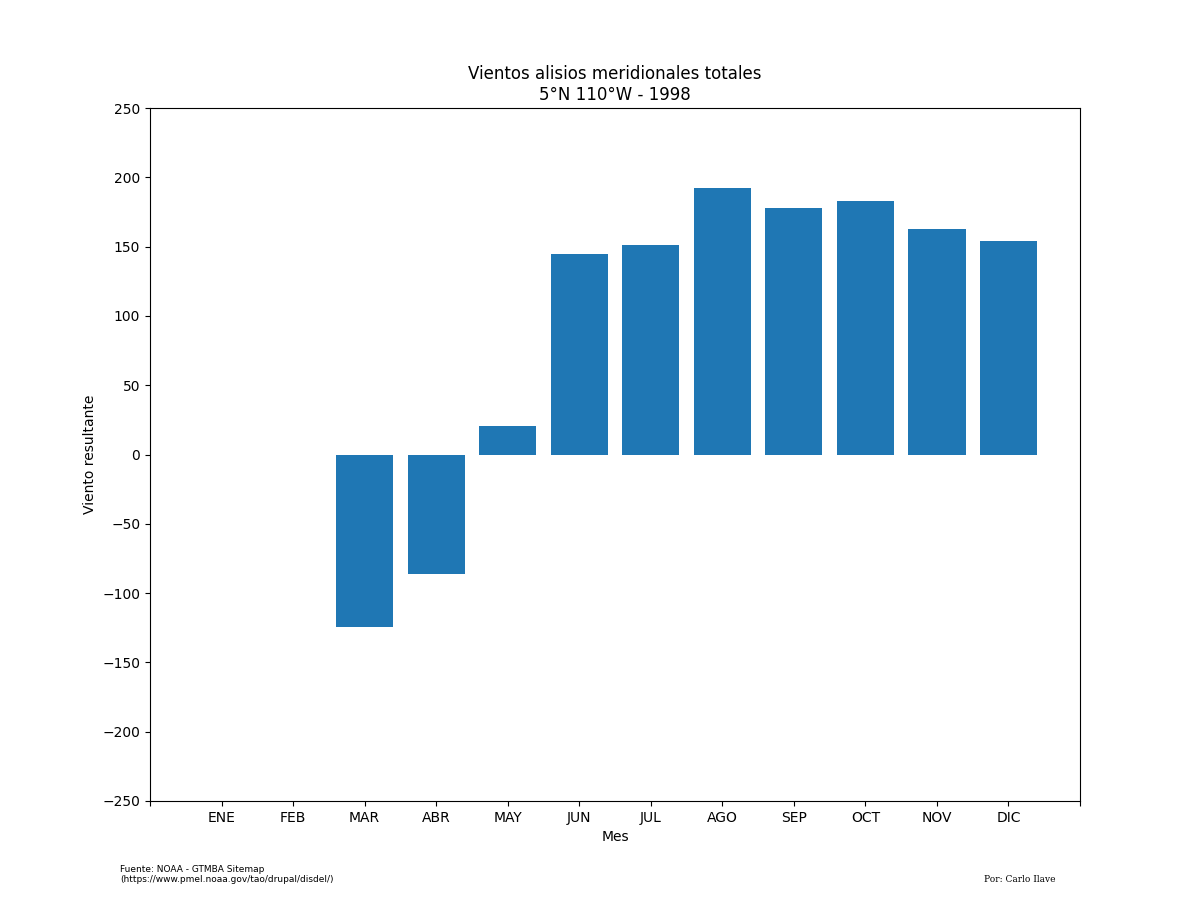 Vientos alisios meridionales totales
5°N 110°W - 1998
250
200
150
100
50
0
−50
−100
−150
−200
−250
Viento resultante
ENE FEB MAR ABR MAY JUN JUL AGO SEP OCT NOV DIC
Mes
Fuente: NOAA - GTMBA Sitemap
(https://www.pmel.noaa.gov/tao/drupal/disdel/)
Por: Carlo Ilave